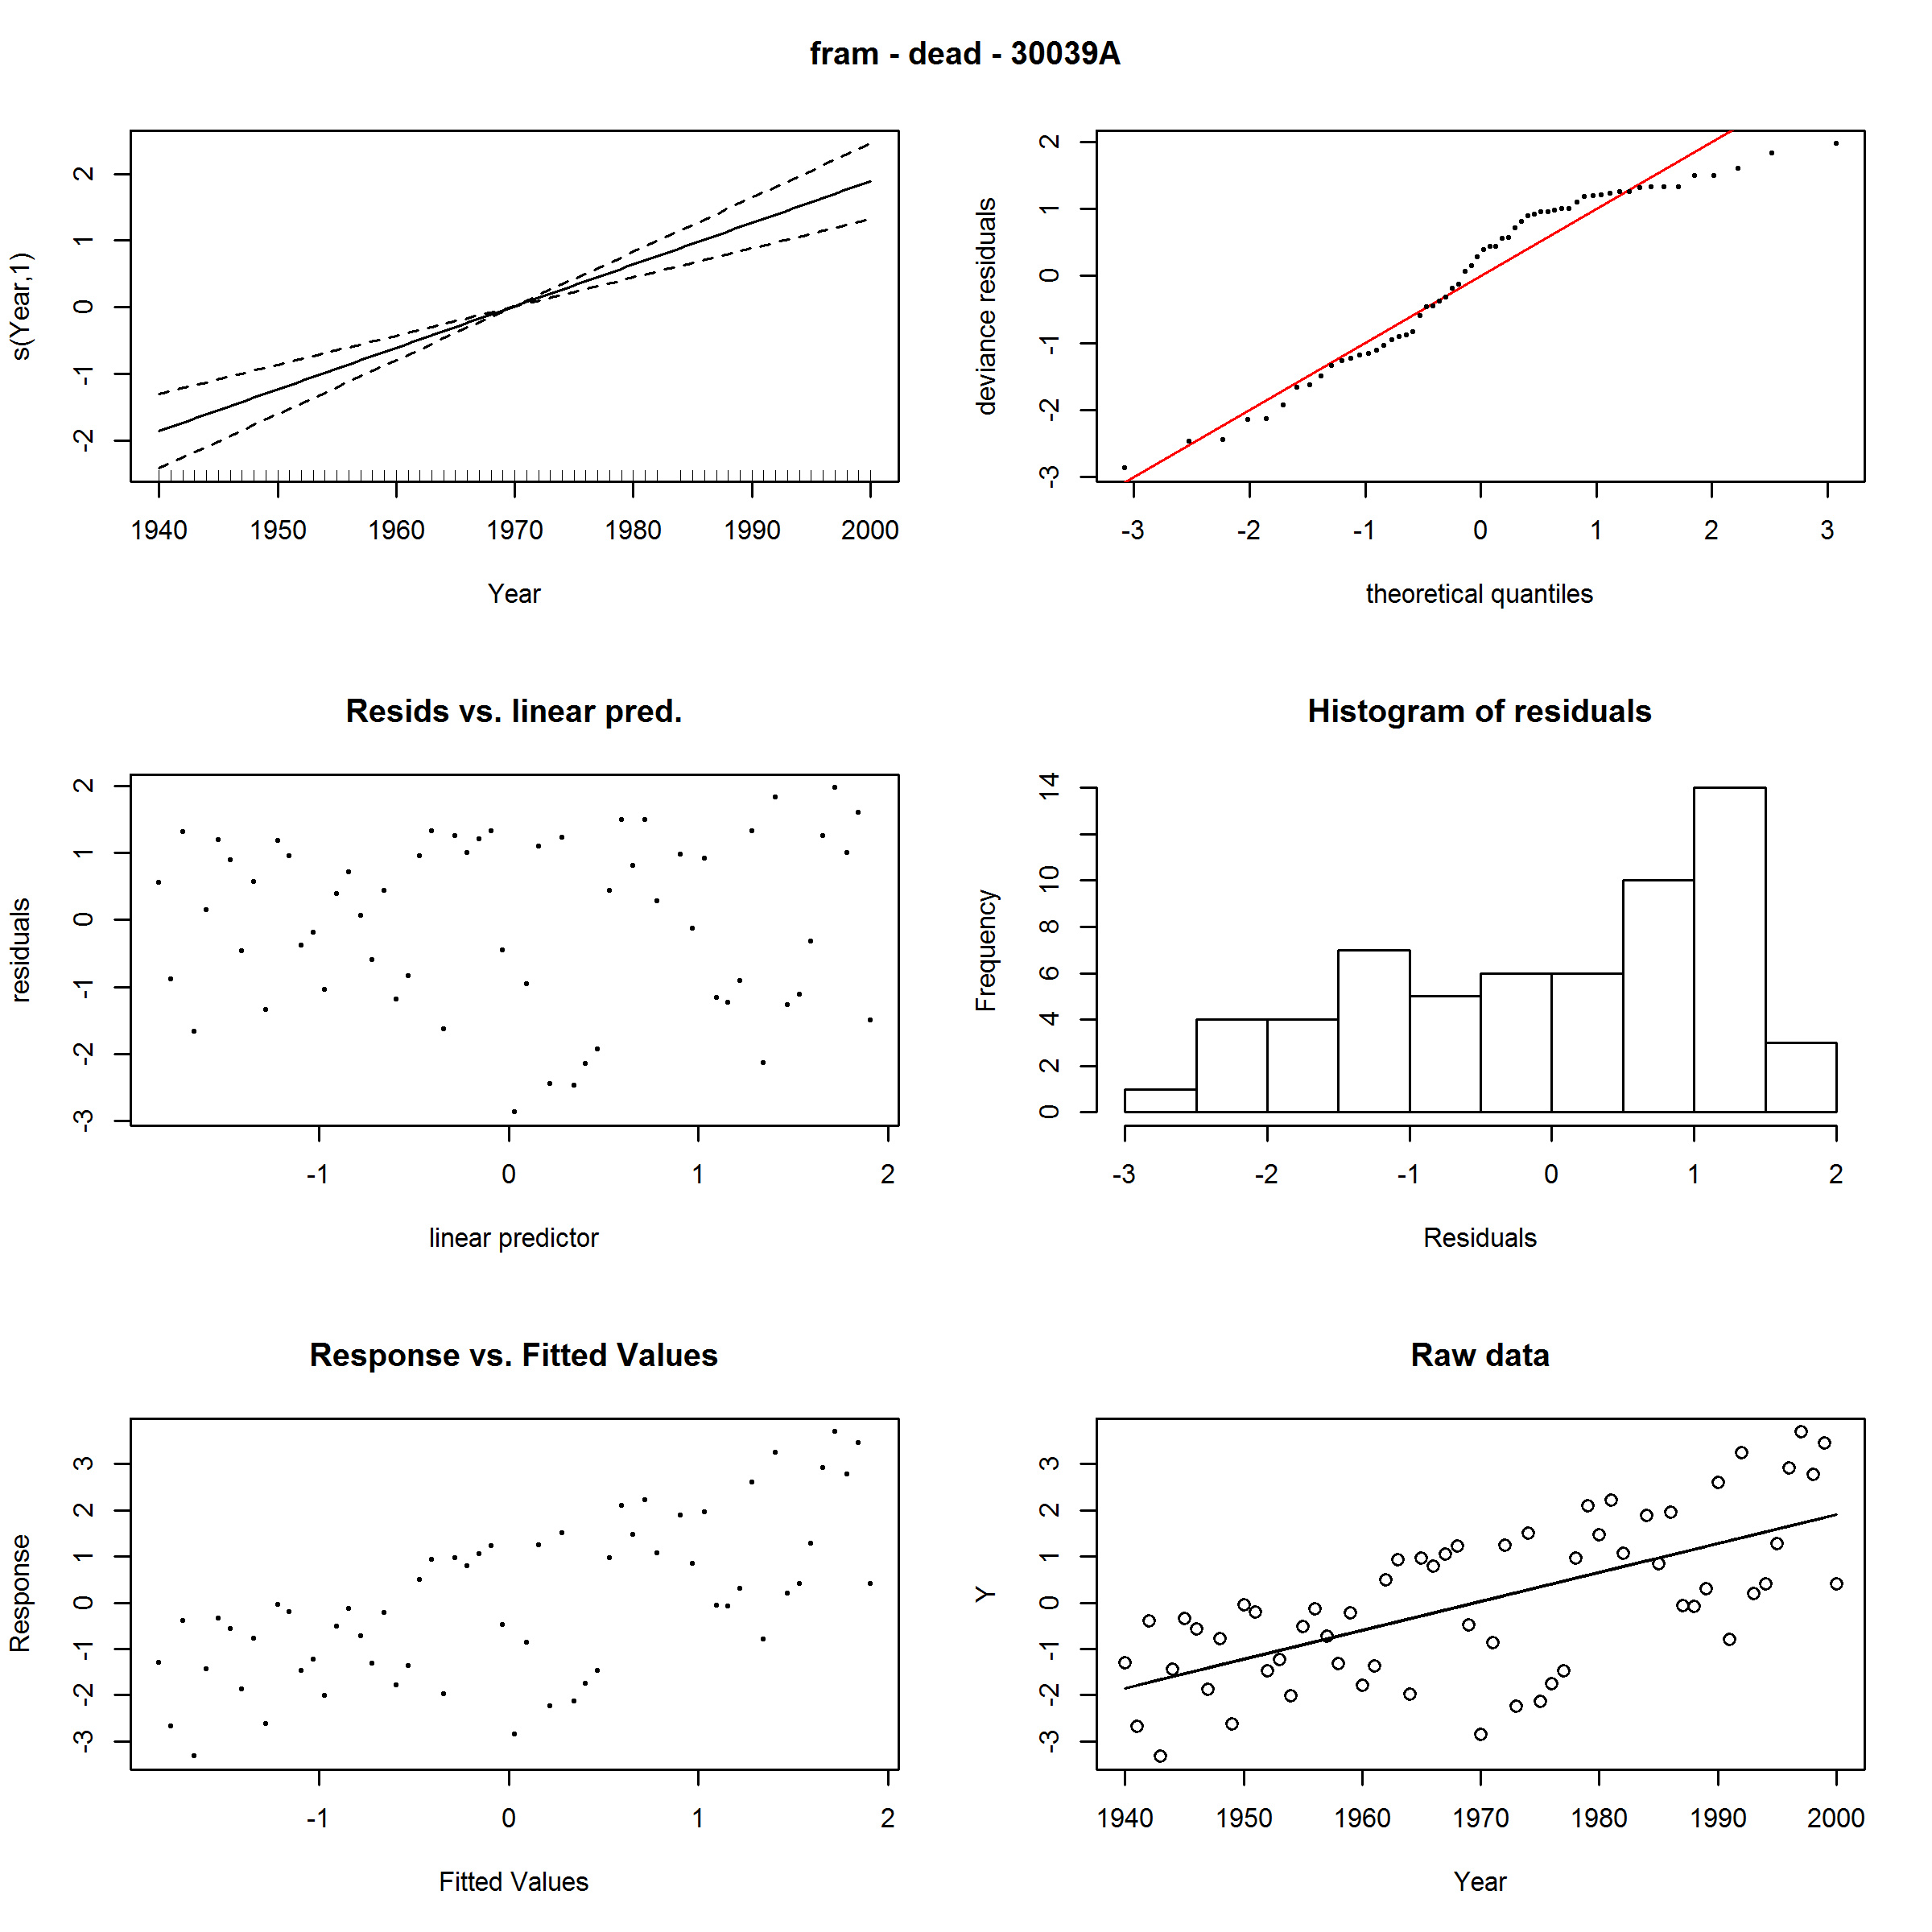 fram - dead - 30039A
s(Year,1)
2
1
0
-1
-2
1940 1950 1960 1970 1980 1990 2000
Year
deviance residuals
2
1
0
-1
-2
-3
-3 -2 -1 0 1 2 3
theoretical quantiles
Resids vs. linear pred.
residuals
2
1
0
-1
-2
-3
-1 0 1 2
linear predictor
Histogram of residuals
Frequency
14
10
8
6
4
2
0
-3 -2 -1 0 1 2
Residuals
Response vs. Fitted Values
Response
3
2
1
0
-1
-2
-3
-1 0 1 2
Fitted Values
Raw data
Y
3
2
1
0
-1
-2
-3
1940 1950 1960 1970 1980 1990 2000
Year